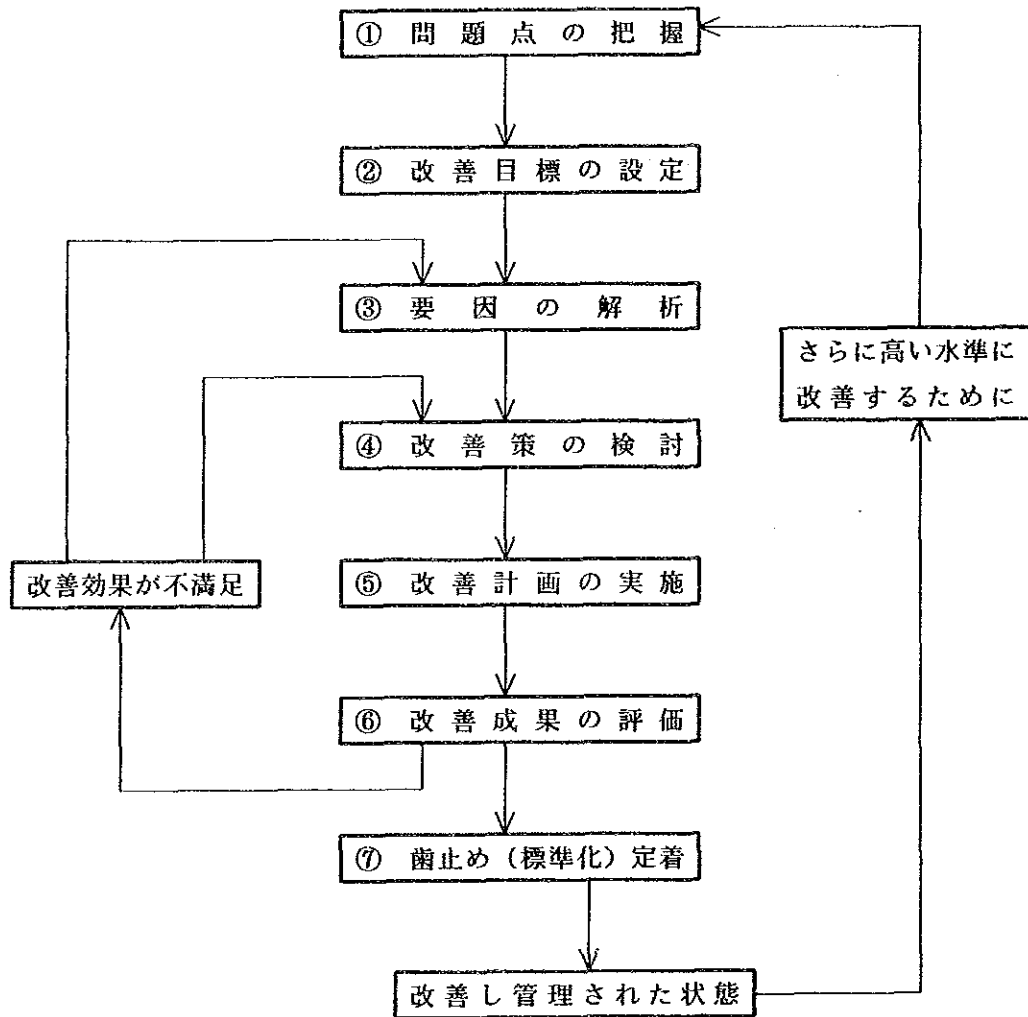 ① 問題点の把握
② 改善目標の設定
③ 要因の解析
さらに高い水準に
改善するために
④ 改善策の検討
改善効果が不満足
⑤ 改善計画の実施
⑥ 改善成果の評価
⑦ 歯止め（標準化）定着
改善し管理された状態